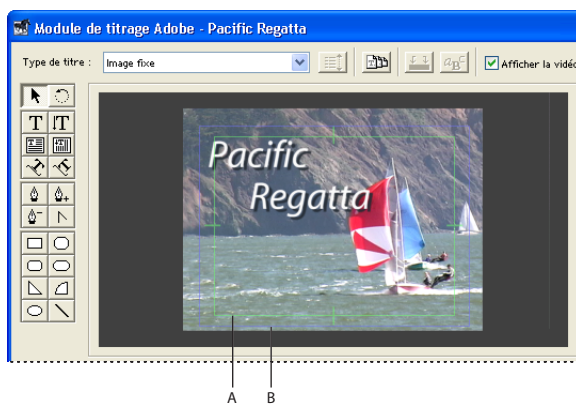 Module de titrage Adobe - Pacific Regatta
Type de titre : Image fixe Afficher la vidéo
Pacific
Regatta
A B